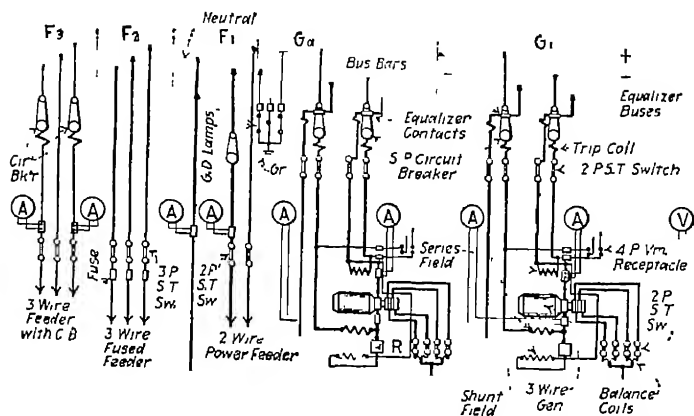 F3
F2
Neutral
F1
G2
G1
+
-
Bus Bars
Equalizer
Buses
Equalizer
Contacts
G.D Lamps
Cir
Bkr
S P Circuit
Breaker
Trip Coil
2 P.S.T Switch
Gr
A
A
A
A
A
A
A
A
V
Fuse
3 P
S T
Sw.
2 P
S T
Sw
Series
Field
4 P Vm.
Receptacle
3 Wire
Feeder
with C B
3 Wire
Fused
Feeder
2 Wire
Power Feeder
R
2 P
S T
Sw
Shunt
Field
3 Wire-
Gen
Balance
Coils